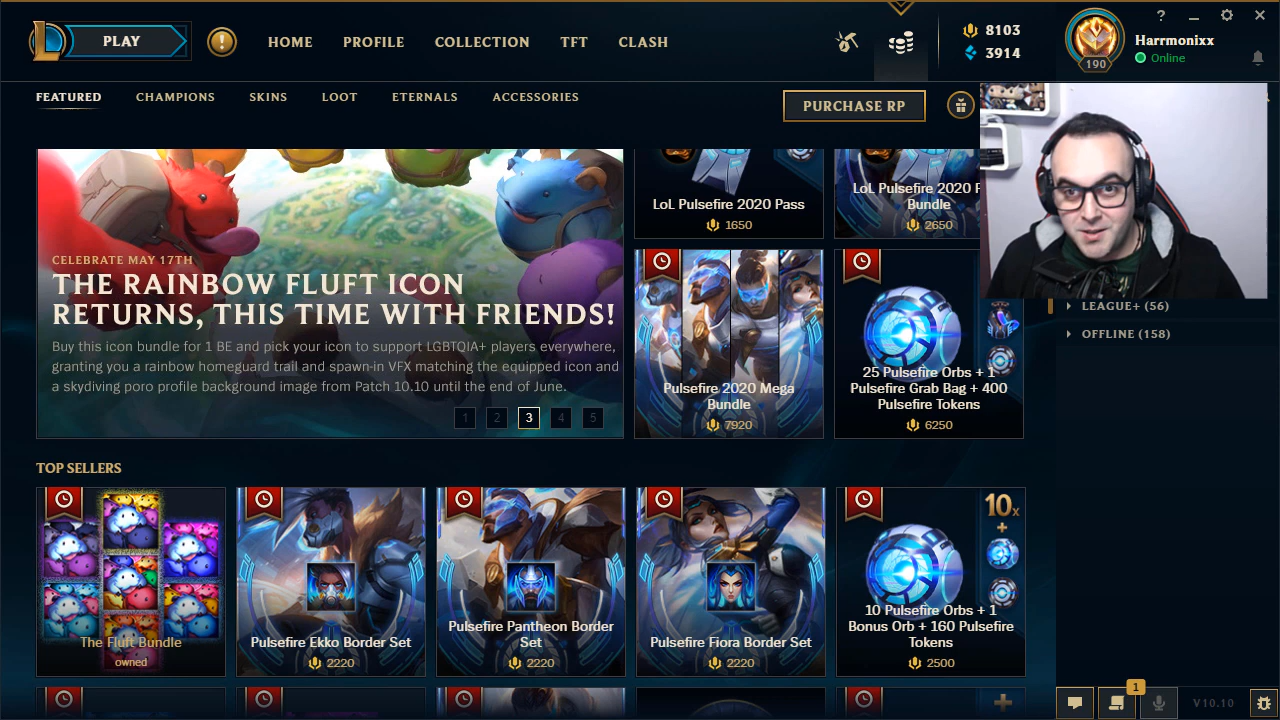 PLAY
HOME
PROFILE
COLLECTION
TFT
CLASH
8103
3914
190
Harrmonixx
Online
?
FEATURED
CHAMPIONS
SKINS
LOOT
ETERNALS
ACCESSORIES
PURCHASE RP
CELEBRATE MAY 17TH
THE RAINBOW FLUFT ICON
RETURNS, THIS TIME WITH FRIENDS!
Buy this icon bundle for 1 BE and pick your icon to support LGBTQIA+ players everywhere,
granting you a rainbow homeguard trail and spawn-in VFX matching the equipped icon and
a skydiving poro profile background image from Patch 10.10 until the end of June.
1 2 3 4 5
LoL Pulsefire 2020 Pass
1650
LoL Pulsefire 2020 P
Bundle
2650
Pulsefire 2020 Mega
Bundle
7920
25 Pulsefire Orbs + 1
Pulsefire Grab Bag + 400
Pulsefire Tokens
6250
LEAGUE+ (56)
OFFLINE (158)
TOP SELLERS
The Fluft Bundle
owned
Pulsefire Ekko Border Set
2220
Pulsefire Pantheon Border
Set
2220
Pulsefire Fiora Border Set
2220
10x
+
10 Pulsefire Orbs + 1
Bonus Orb + 160 Pulsefire
Tokens
2500
1
V10.10